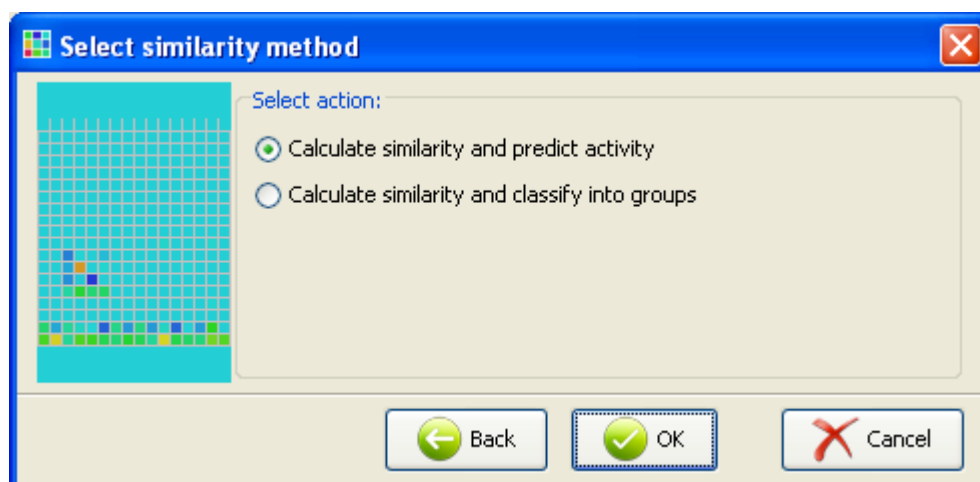 Select similarity method
Select action:
Calculate similarity and predict activity
Calculate similarity and classify into groups
Back
OK
Cancel